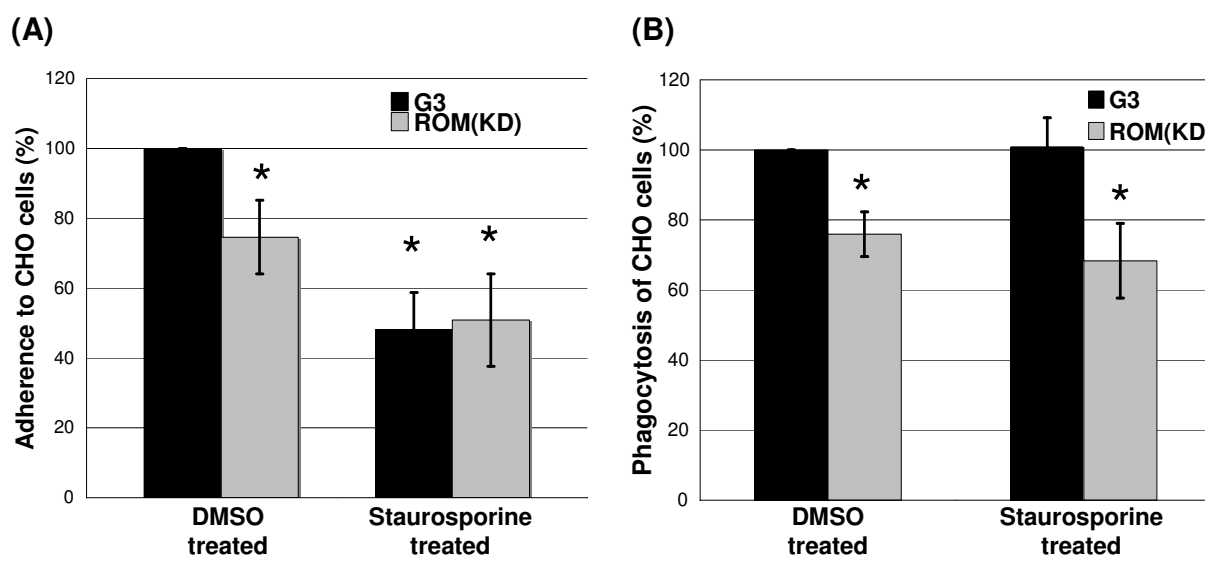 (A)
Adherence to CHO cells (%)
120
100
80
60
40
20
0
G3
ROM(KD)
*
*
*
DMSO
treated
Staurosporine
treated
(B)
Phagocytosis of CHO cells (%)
120
100
80
60
40
20
0
G3
ROM(KD
*
*
DMSO
treated
Staurosporine
treated